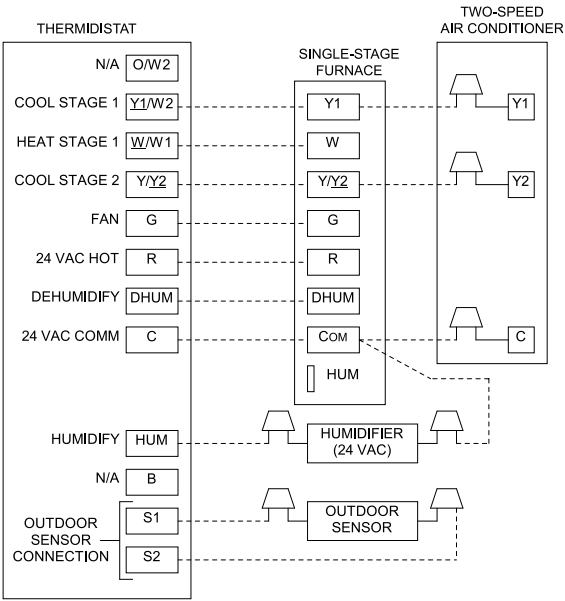 TWO-SPEED
AIR CONDITIONER
THERMIDISTAT
SINGLE-STAGE
FURNACE
N/A O/W2
COOL STAGE 1 Y1/W2 Y1 Y1
HEAT STAGE 1 W/W1 W
COOL STAGE 2 Y/Y2 Y/Y2 Y2
FAN G G
24 VAC HOT R R
DEHUMIDIFY DHUM DHUM
24 VAC COMM C COM C
HUM
HUMIDIFY HUM HUMIDIFIER
(24 VAC)
N/A B
S1 OUTDOOR
SENSOR
OUTDOOR
SENSOR
CONNECTION
S2